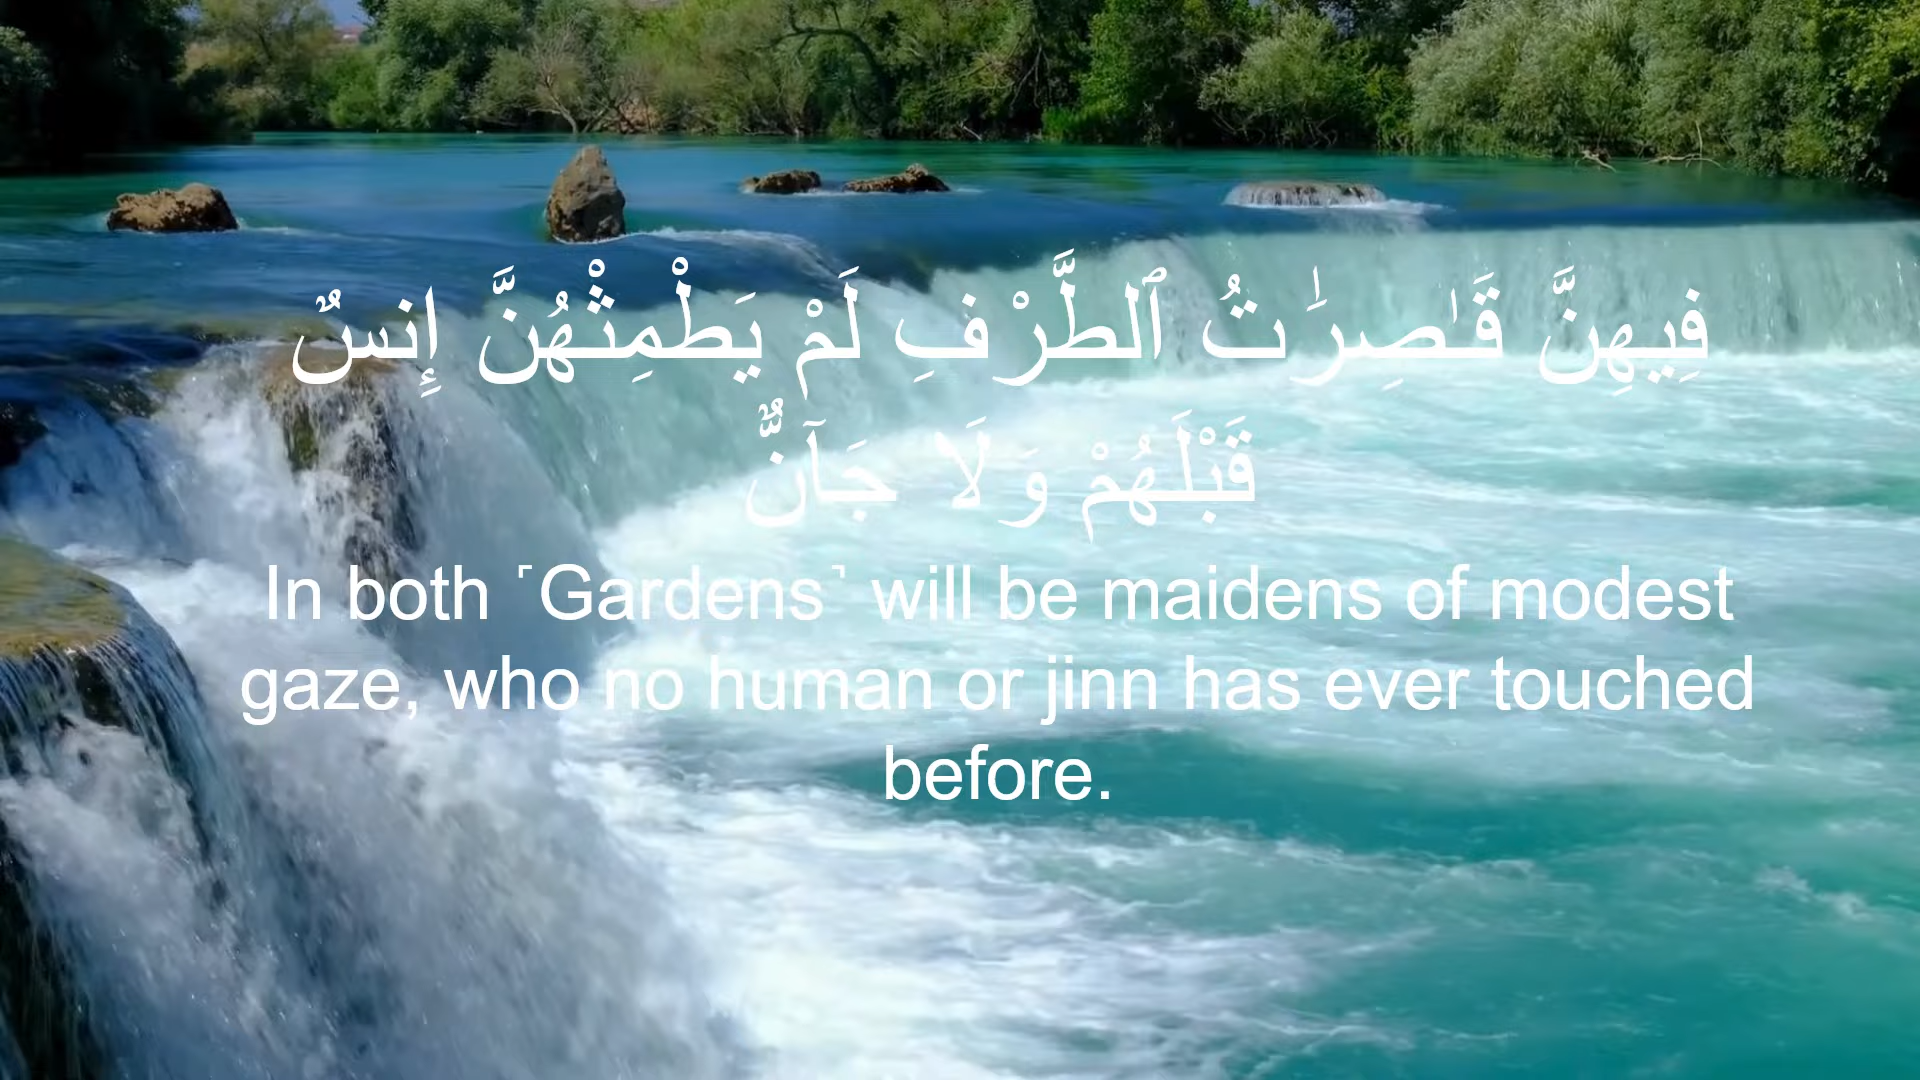 فِيهِنَّ قَـٰصِرَٰتُ ٱلطَّرْفِ لَمْ يَطْمِثْهُنَّ إِنسٌ
قَبْلَهُمْ وَلَا جَآنٌّ
In both ˹Gardens˺ will be maidens of modest
gaze, who no human or jinn has ever touched
before.